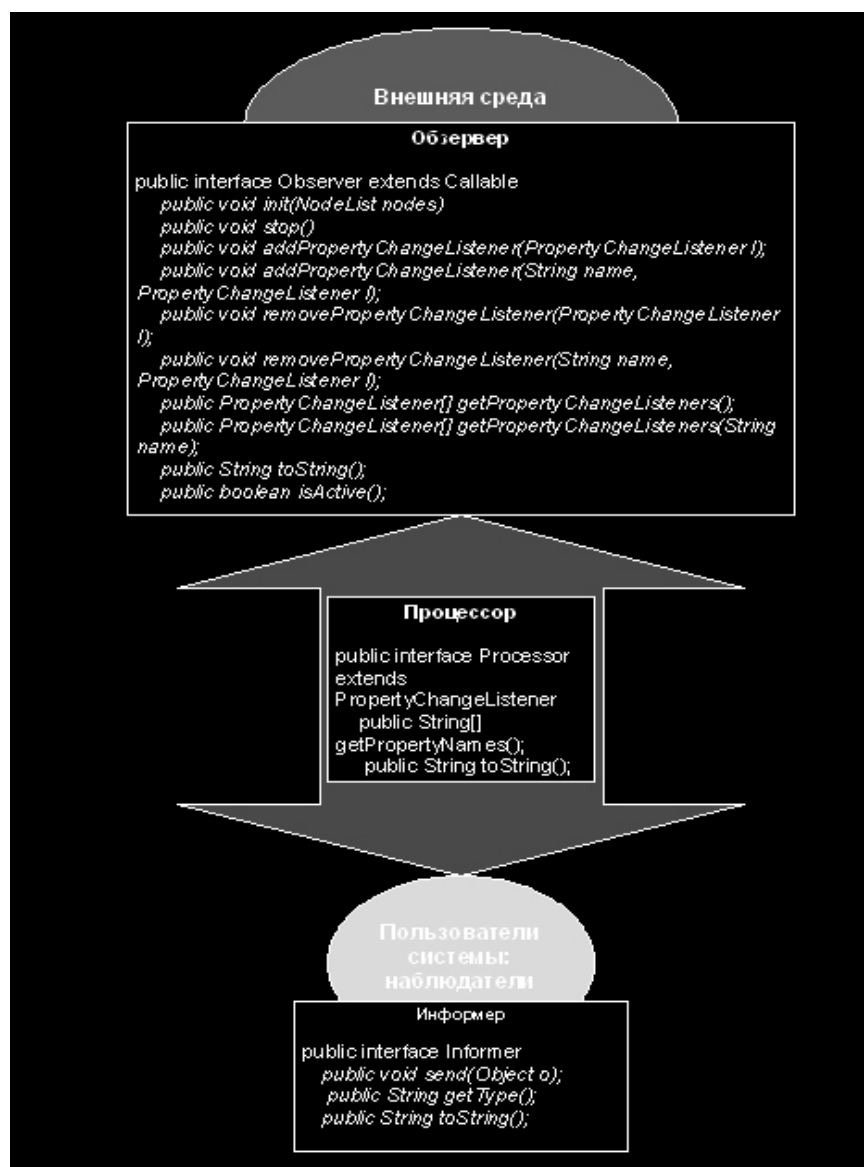 Внешняя среда
Обзервер
public interface Observer extends Callable
public void init(NodeList nodes)
public void stop()
public void addPropertyChangeListener(PropertyChangeListener l);
public void addPropertyChangeListener(String name,
PropertyChangeListener l);
public void removePropertyChangeListener(PropertyChangeListener
l);
public void removePropertyChangeListener(String name,
PropertyChangeListener l);
public PropertyChangeListener[] getPropertyChangeListeners();
public PropertyChangeListener[] getPropertyChangeListeners(String
name);
public String toString();
public boolean isActive();
Процессор
public interface Processor
extends
PropertyChangeListener
public String[]
getPropertyNames();
public String toString();
Пользователи
системы:
наблюдатели
Информер
public interface Informer
public void send(Object o);
public String getType();
public String toString();